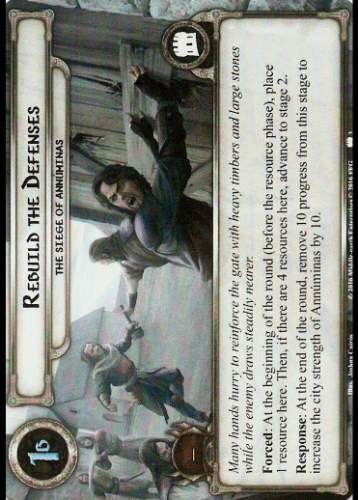 1B
REBUILD THE DEFENSES
THE SIEGE OF ANNÚMINAS
–
Many hands hurry to reinforce the gate with heavy timbers and large stones
while the enemy draws steadily nearer.
Forced: At the beginning of the round (before the resource phase), place
1 resource here. Then, if there are 4 resources here, advance to stage 2.
Response: At the end of the round, remove 10 progress from this stage to
increase the city strength of Annúminas by 10.
Illus. Joshua Cairós © 2016 Middle-earth Enterprises © 2016 FFG